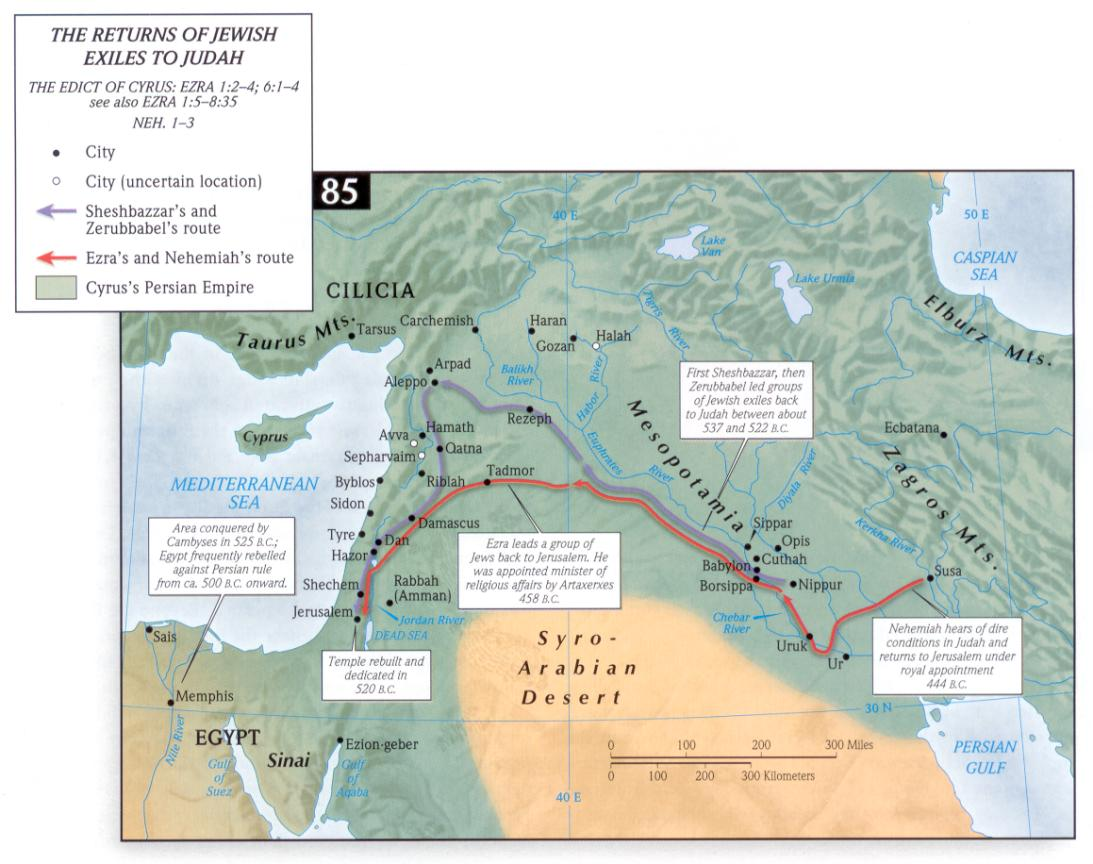 THE RETURNS OF JEWISH
EXILES TO JUDAH
THE EDICT OF CYRUS: EZRA 1:2–4; 6:1–4
see also EZRA 1:5–8:35
NEH. 1–3
City
City (uncertain location)
Sheshbazzar's and
Zerubbabel's route
Ezra's and Nehemiah's route
Cyrus's Persian Empire
85
40 E
50 E
CASPIAN
SEA
Lake
Van
Lake Urmia
Elburz Mts.
CILICIA
Taurus Mts.
Tarsus
Carchemish
Haran
Gozan
Halah
Tigris River
Arpad
Aleppo
Balikh
River
Habor River
Rezeph
First Sheshbazzar, then
Zerubbabel led groups
of Jewish exiles back
to Judah between about
537 and 522 B.C.
Mesopotamia
Ecbatana
Zagros Mts.
Cyprus
Avva
Hamath
Sepharvaim
Qatna
Euphrates River
Diyala River
MEDITERRANEAN
SEA
Byblos
Riblah
Tadmor
Sidon
Damascus
Area conquered by
Cambyses in 525 B.C.;
Egypt frequently rebelled
against Persian rule
from ca. 500 B.C. onward.
Tyre
Dan
Hazor
Ezra leads a group of
Jews back to Jerusalem. He
was appointed minister of
religious affairs by Artaxerxes
458 B.C.
Sippar
Opis
Cuthah
Babylon
Borsippa
Nippur
Kerkha River
Susa
Shechem
Rabbah
(Amman)
Jerusalem
Jordan River
DEAD SEA
Chebar
River
Uruk
Ur
Nehemiah hears of dire
conditions in Judah and
returns to Jerusalem under
royal appointment
444 B.C.
Sais
Temple rebuilt and
dedicated in
520 B.C.
Syro-
Arabian
Desert
Memphis
30 N
Nile River
EGYPT
Sinai
Ezion-geber
Gulf
of
Suez
Gulf
of
Aqaba
PERSIAN
GULF
0 100 200 300 Miles
0 100 200 300 Kilometers
40 E